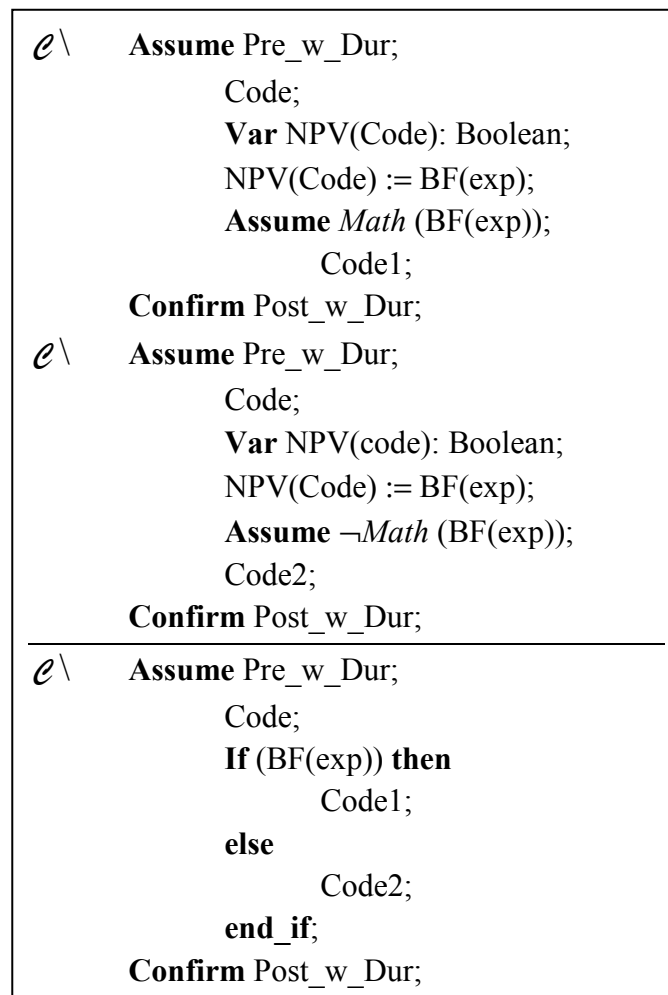 𝒞 \ Assume Pre_w_Dur;
Code;
Var NPV(Code): Boolean;
NPV(Code) := BF(exp);
Assume Math (BF(exp));
Code1;
Confirm Post_w_Dur;
𝒞 \ Assume Pre_w_Dur;
Code;
Var NPV(code): Boolean;
NPV(Code) := BF(exp);
Assume ¬Math (BF(exp));
Code2;
Confirm Post_w_Dur;
𝒞 \ Assume Pre_w_Dur;
Code;
If (BF(exp)) then
Code1;
else
Code2;
end_if;
Confirm Post_w_Dur;